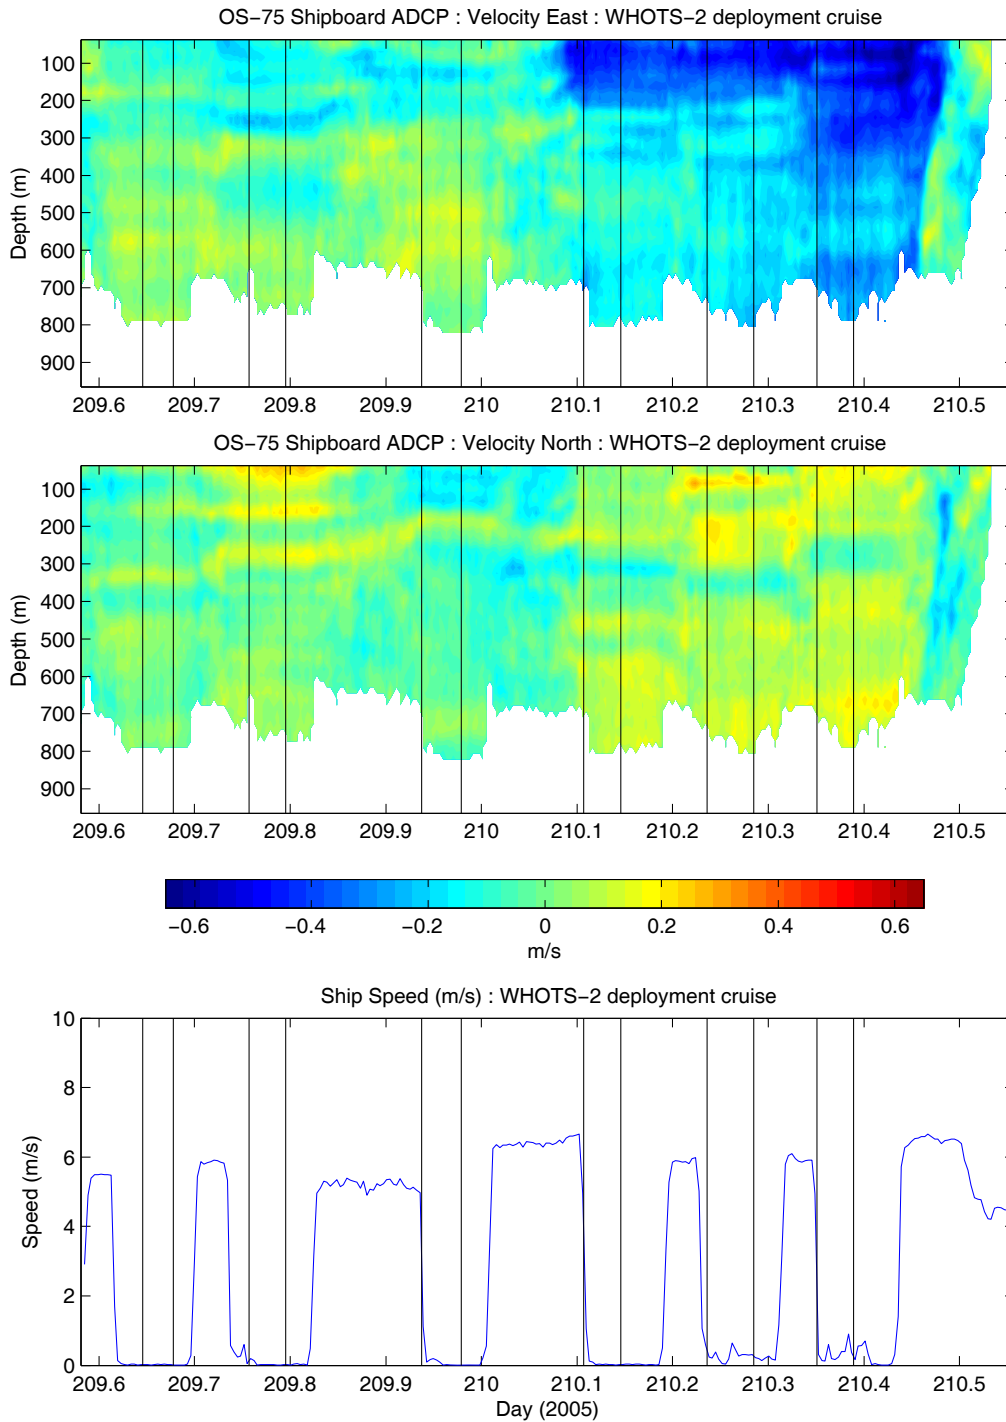 OS−75 Shipboard ADCP : Velocity East : WHOTS−2 deployment cruise
Depth (m)
100
200
300
400
500
600
700
800
900
209.6 209.7 209.8 209.9 210 210.1 210.2 210.3 210.4 210.5
OS−75 Shipboard ADCP : Velocity North : WHOTS−2 deployment cruise
Depth (m)
100
200
300
400
500
600
700
800
900
209.6 209.7 209.8 209.9 210 210.1 210.2 210.3 210.4 210.5
−0.6 −0.4 −0.2 0 0.2 0.4 0.6
m/s
Ship Speed (m/s) : WHOTS−2 deployment cruise
Speed (m/s)
10
8
6
4
2
0
209.6 209.7 209.8 209.9 210 210.1 210.2 210.3 210.4 210.5
Day (2005)